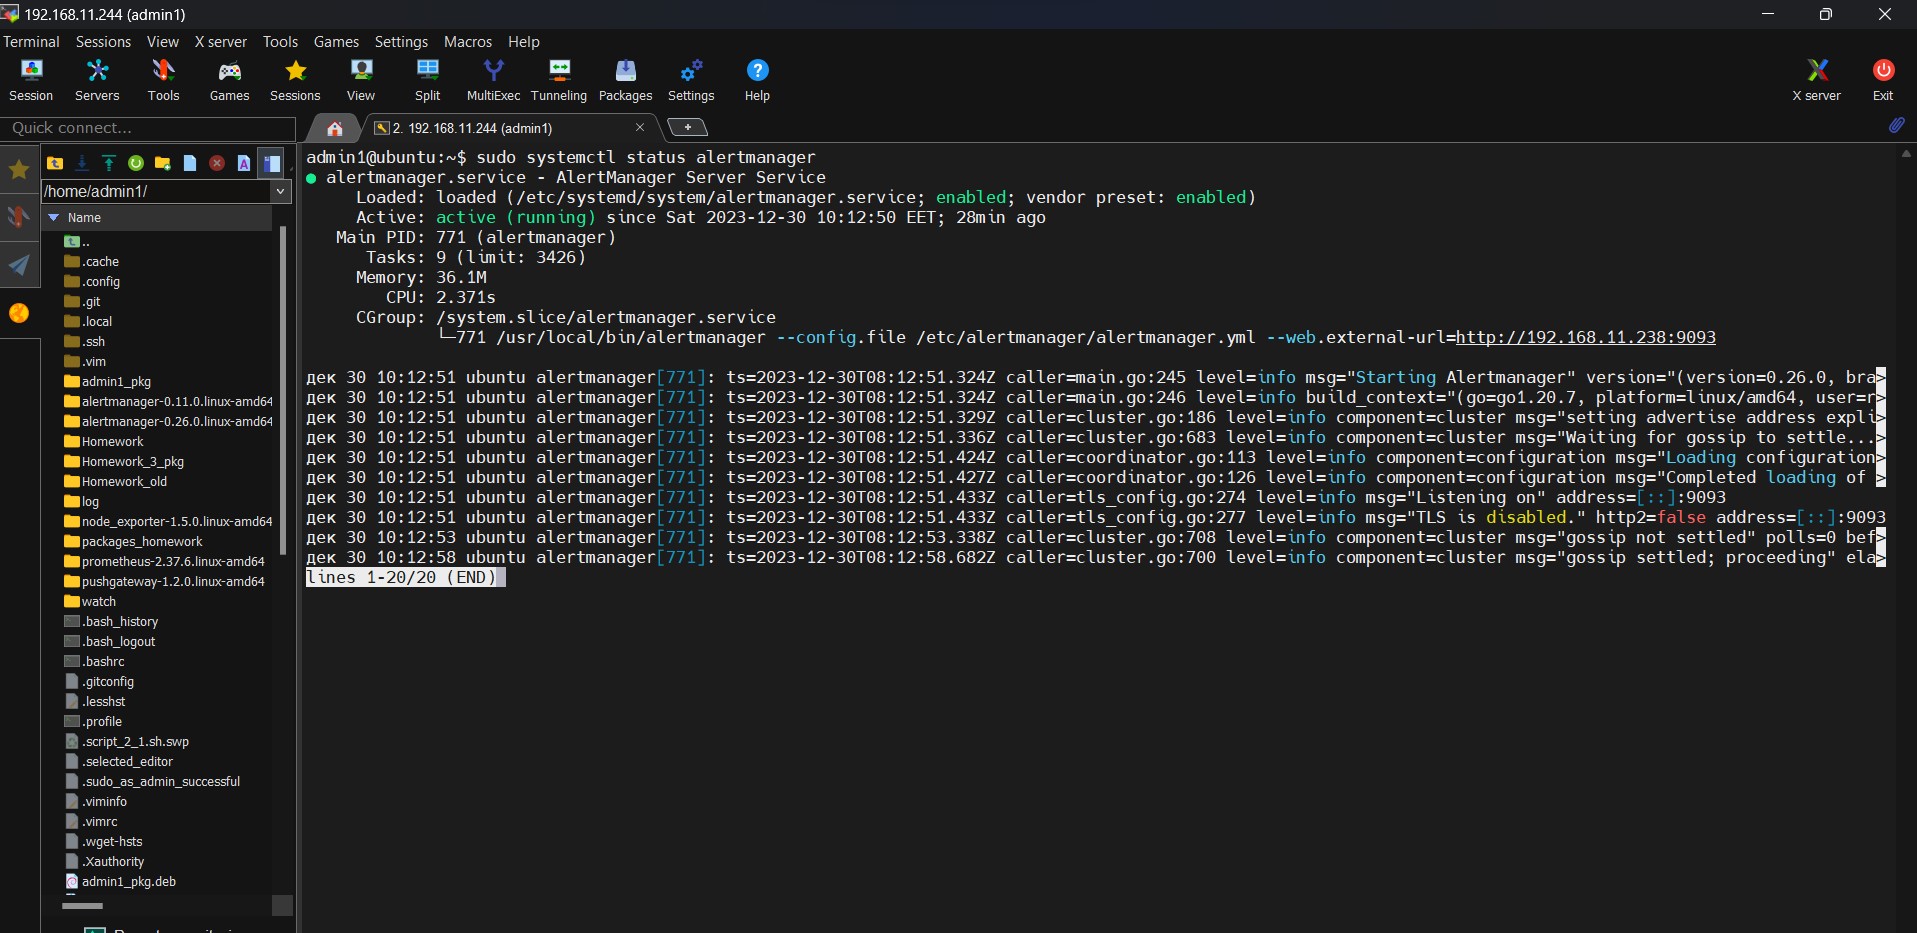 192.168.11.244 (admin1)
Terminal Sessions View X server Tools Games Settings Macros Help
Session Servers Tools Games Sessions View Split MultiExec Tunneling Packages Settings Help X server Exit
Quick connect...
2. 192.168.11.244 (admin1)
/home/admin1/
Name
..
.cache
.config
.git
.local
.ssh
.vim
admin1_pkg
alertmanager-0.11.0.linux-amd64
alertmanager-0.26.0.linux-amd64
Homework
Homework_3_pkg
Homework_old
log
node_exporter-1.5.0.linux-amd64
packages_homework
prometheus-2.37.6.linux-amd64
pushgateway-1.2.0.linux-amd64
watch
.bash_history
.bash_logout
.bashrc
.gitconfig
.lesshst
.profile
.script_2_1.sh.swp
.selected_editor
.sudo_as_admin_successful
.viminfo
.vimrc
.wget-hsts
.Xauthority
admin1_pkg.deb
admin1@ubuntu:~$ sudo systemctl status alertmanager
● alertmanager.service - AlertManager Server Service
Loaded: loaded (/etc/systemd/system/alertmanager.service; enabled; vendor preset: enabled)
Active: active (running) since Sat 2023-12-30 10:12:50 EET; 28min ago
Main PID: 771 (alertmanager)
Tasks: 9 (limit: 3426)
Memory: 36.1M
CPU: 2.371s
CGroup: /system.slice/alertmanager.service
└─771 /usr/local/bin/alertmanager --config.file /etc/alertmanager/alertmanager.yml --web.external-url=http://192.168.11.238:9093
дек 30 10:12:51 ubuntu alertmanager[771]: ts=2023-12-30T08:12:51.324Z caller=main.go:245 level=info msg="Starting Alertmanager" version="(version=0.26.0, bra>
дек 30 10:12:51 ubuntu alertmanager[771]: ts=2023-12-30T08:12:51.324Z caller=main.go:246 level=info build_context="(go=go1.20.7, platform=linux/amd64, user=r>
дек 30 10:12:51 ubuntu alertmanager[771]: ts=2023-12-30T08:12:51.329Z caller=cluster.go:186 level=info component=cluster msg="setting advertise address expli>
дек 30 10:12:51 ubuntu alertmanager[771]: ts=2023-12-30T08:12:51.336Z caller=cluster.go:683 level=info component=cluster msg="Waiting for gossip to settle...>
дек 30 10:12:51 ubuntu alertmanager[771]: ts=2023-12-30T08:12:51.424Z caller=coordinator.go:113 level=info component=configuration msg="Loading configuration>
дек 30 10:12:51 ubuntu alertmanager[771]: ts=2023-12-30T08:12:51.427Z caller=coordinator.go:126 level=info component=configuration msg="Completed loading of >
дек 30 10:12:51 ubuntu alertmanager[771]: ts=2023-12-30T08:12:51.433Z caller=tls_config.go:274 level=info msg="Listening on" address=[::]:9093
дек 30 10:12:51 ubuntu alertmanager[771]: ts=2023-12-30T08:12:51.433Z caller=tls_config.go:277 level=info msg="TLS is disabled." http2=false address=[::]:9093
дек 30 10:12:53 ubuntu alertmanager[771]: ts=2023-12-30T08:12:53.338Z caller=cluster.go:708 level=info component=cluster msg="gossip not settled" polls=0 bef>
дек 30 10:12:58 ubuntu alertmanager[771]: ts=2023-12-30T08:12:58.682Z caller=cluster.go:700 level=info component=cluster msg="gossip settled; proceeding" ela>
lines 1-20/20 (END)